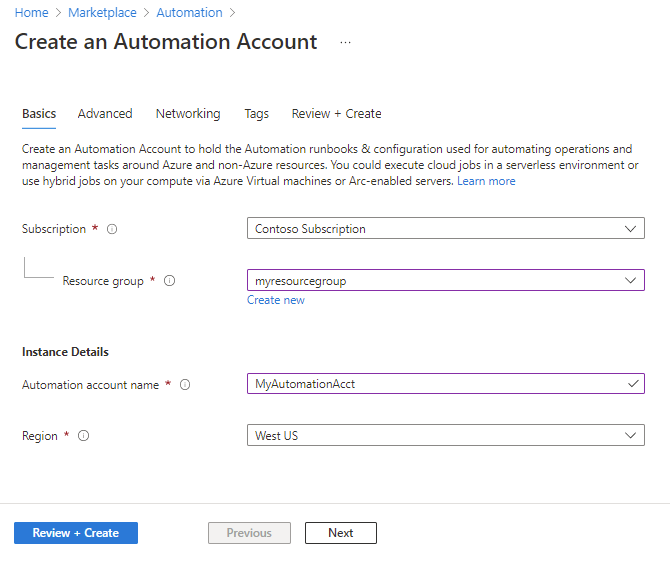 Home > Marketplace > Automation >
Create an Automation Account ...
Basics Advanced Networking Tags Review + Create
Create an Automation Account to hold the Automation runbooks & configuration used for automating operations and
management tasks around Azure and non-Azure resources. You could execute cloud jobs in a serverless environment or
use hybrid jobs on your compute via Azure Virtual machines or Arc-enabled servers. Learn more
Subscription * Contoso Subscription
Resource group * myresourcegroup
Create new
Instance Details
Automation account name * MyAutomationAcct
Region * West US
Review + Create Previous Next